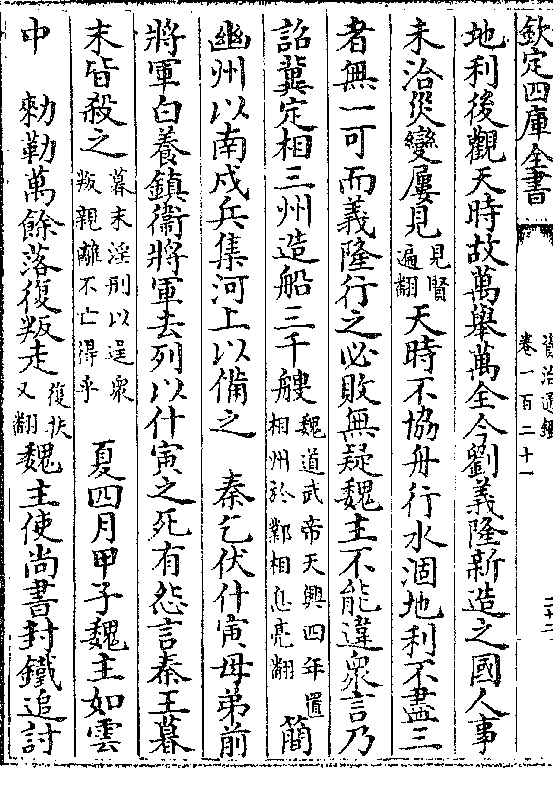 欽定四庫全書
資治通鑑
卷一百二十一
地利後觀天時故萬舉萬全今劉義隆新造之國人事
未洽災變屢見見賢遍翻天時不協舟行水涸地利不盡三
者無一可而義隆行之必敗無疑魏主不能違衆言乃
詔冀定相三州造船三千艘魏道武帝天興四年置相州於鄴相息亮翻簡
幽州以南戍兵集河上以備之　秦乞伏什寅母弟前
將軍白養鎮衛將軍去列以什寅之死有怨言秦王暮
末皆殺之暮末淫刑以逞衆叛親離不亡得乎　夏四月甲子魏主如雲
中　勑勒萬餘落復叛走復扶又翻魏主使尚書封鐵追討